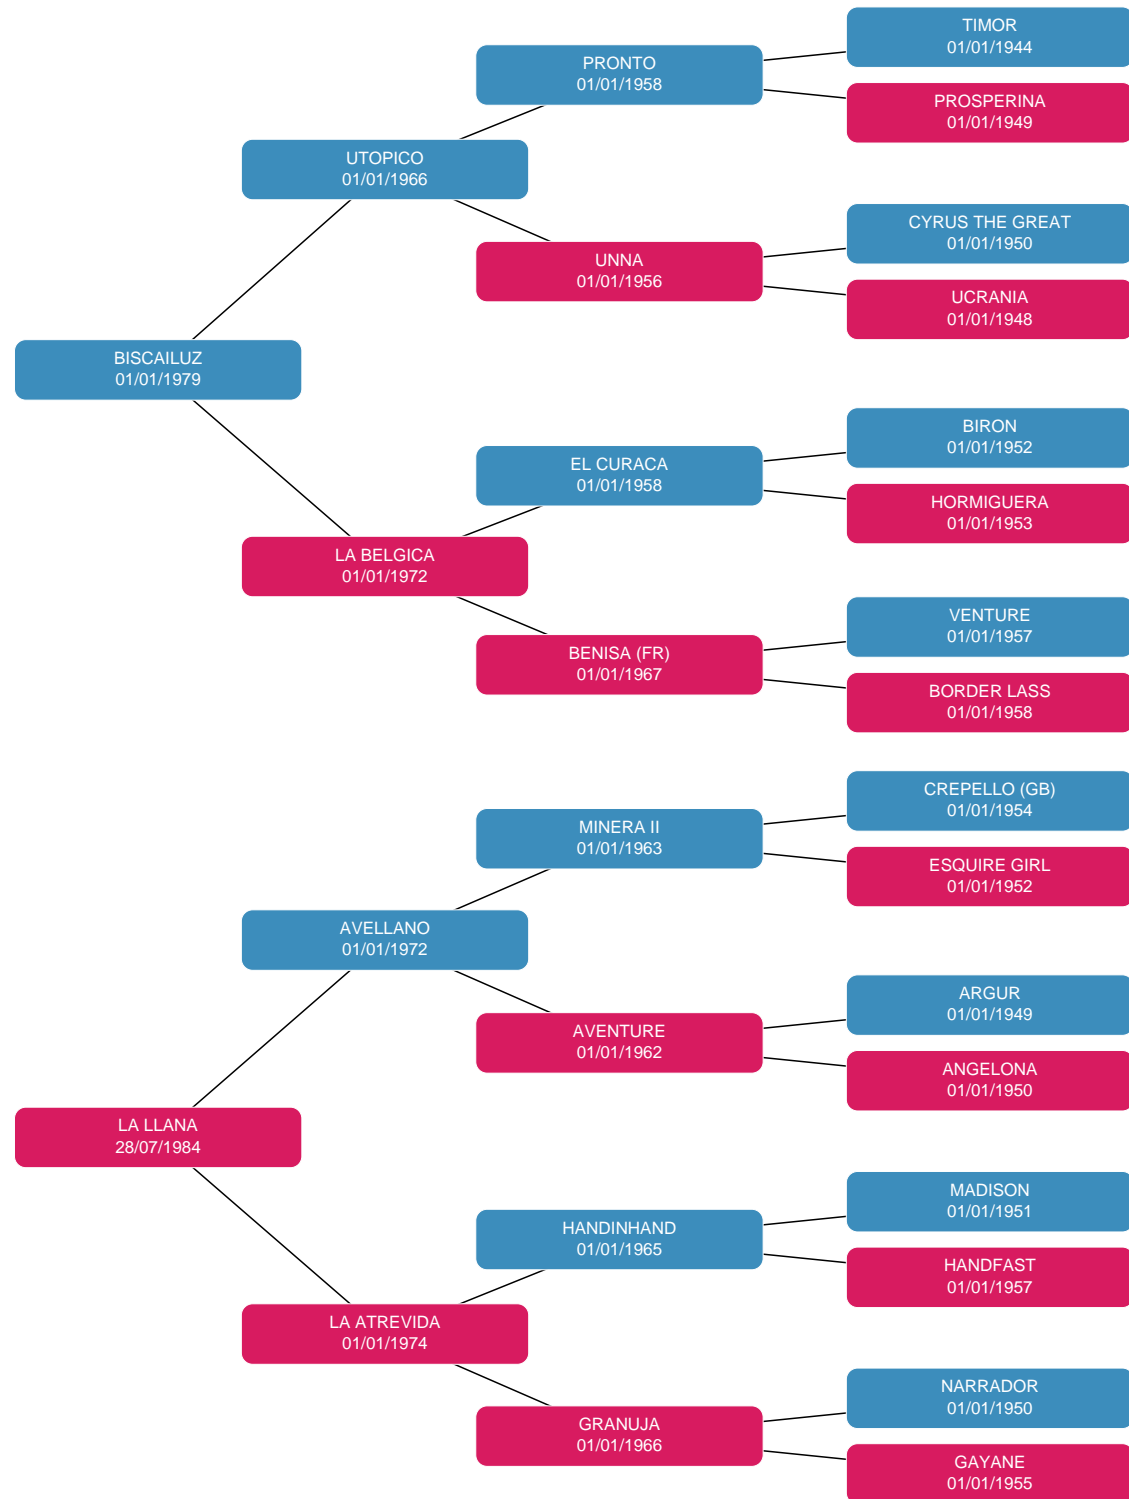 TIMOR
01/01/1944
PRONTO
01/01/1958
PROSPERINA
01/01/1949
UTOPICO
01/01/1966
CYRUS THE GREAT
01/01/1950
UNNA
01/01/1956
UCRANIA
01/01/1948
BISCAILUZ
01/01/1979
BIRON
01/01/1952
EL CURACA
01/01/1958
HORMIGUERA
01/01/1953
LA BELGICA
01/01/1972
VENTURE
01/01/1957
BENISA (FR)
01/01/1967
BORDER LASS
01/01/1958
CREPELLO (GB)
01/01/1954
MINERA II
01/01/1963
ESQUIRE GIRL
01/01/1952
AVELLANO
01/01/1972
ARGUR
01/01/1949
AVENTURE
01/01/1962
ANGELONA
01/01/1950
LA LLANA
28/07/1984
MADISON
01/01/1951
HANDINHAND
01/01/1965
HANDFAST
01/01/1957
LA ATREVIDA
01/01/1974
NARRADOR
01/01/1950
GRANUJA
01/01/1966
GAYANE
01/01/1955